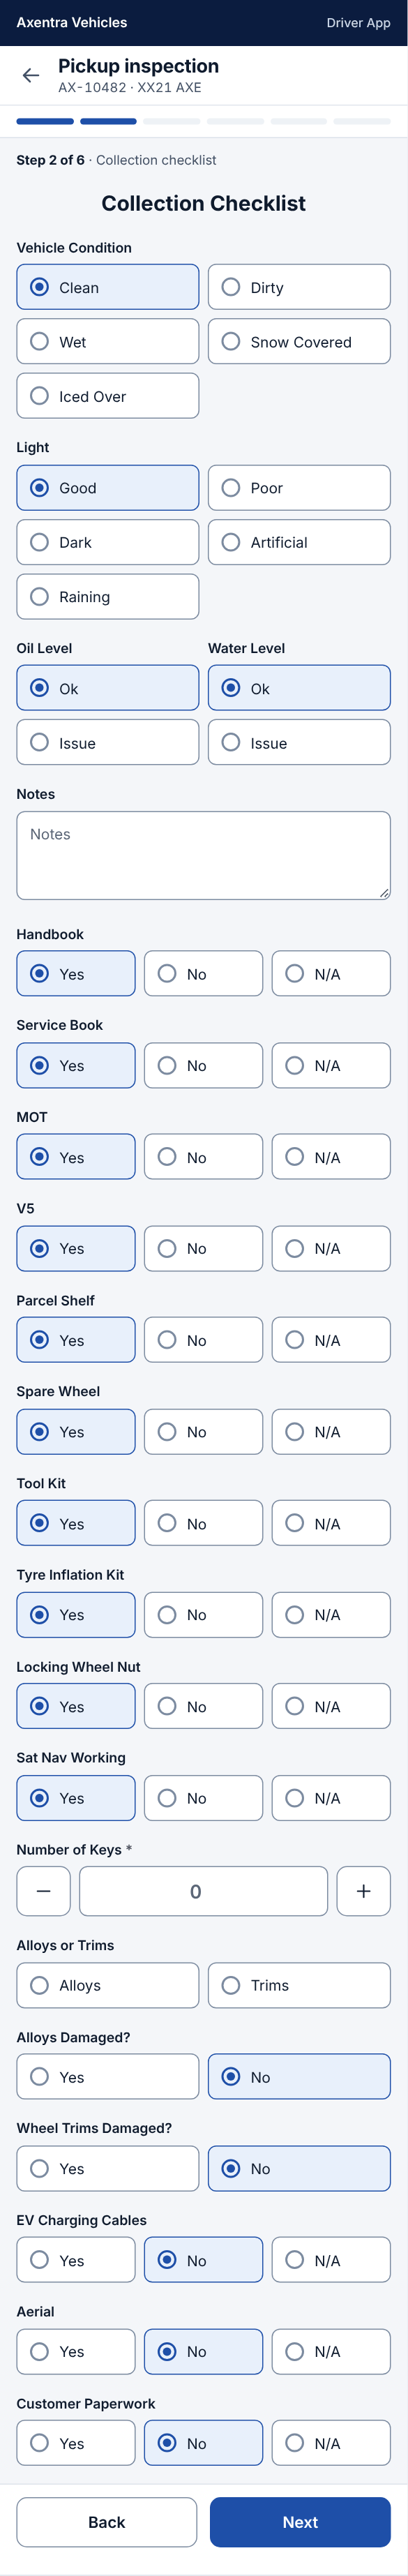 Axentra Vehicles Driver App
Pickup inspection
AX-10482 · XX21 AXE
Step 2 of 6 · Collection checklist
Collection Checklist
Vehicle Condition
Clean Dirty
Wet Snow Covered
Iced Over
Light
Good Poor
Dark Artificial
Raining
Oil Level Water Level
Ok Ok
Issue Issue
Notes
Notes
Handbook
Yes No N/A
Service Book
Yes No N/A
MOT
Yes No N/A
V5
Yes No N/A
Parcel Shelf
Yes No N/A
Spare Wheel
Yes No N/A
Tool Kit
Yes No N/A
Tyre Inflation Kit
Yes No N/A
Locking Wheel Nut
Yes No N/A
Sat Nav Working
Yes No N/A
Number of Keys *
− 0 +
Alloys or Trims
Alloys Trims
Alloys Damaged?
Yes No
Wheel Trims Damaged?
Yes No
EV Charging Cables
Yes No N/A
Aerial
Yes No N/A
Customer Paperwork
Yes No N/A
Back Next